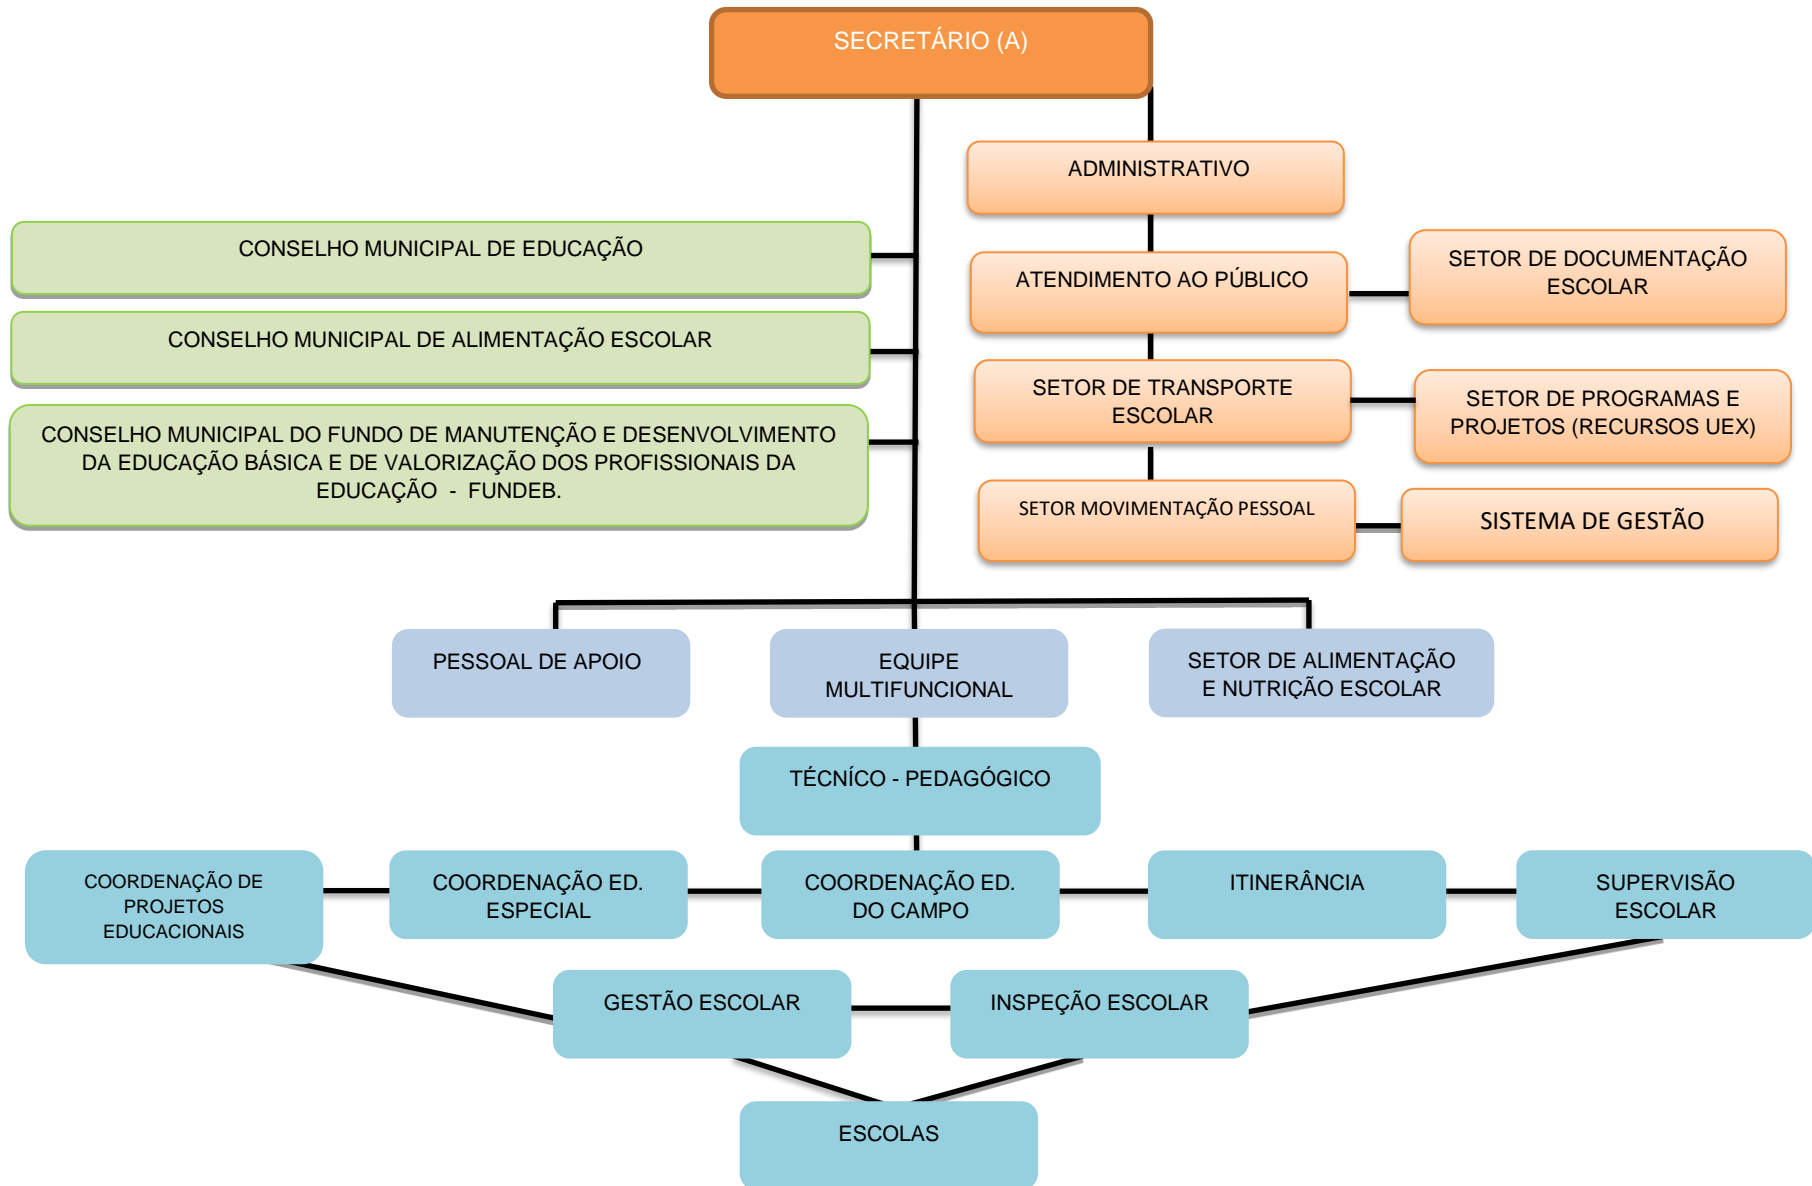 SECRETÁRIO (A)
ADMINISTRATIVO
CONSELHO MUNICIPAL DE EDUCAÇÃO
ATENDIMENTO AO PÚBLICO
SETOR DE DOCUMENTAÇÃO
ESCOLAR
CONSELHO MUNICIPAL DE ALIMENTAÇÃO ESCOLAR
SETOR DE TRANSPORTE
ESCOLAR
SETOR DE PROGRAMAS E
PROJETOS (RECURSOS UEX)
CONSELHO MUNICIPAL DO FUNDO DE MANUTENÇÃO E DESENVOLVIMENTO
DA EDUCAÇÃO BÁSICA E DE VALORIZAÇÃO DOS PROFISSIONAIS DA
EDUCAÇÃO - FUNDEB.
SETOR MOVIMENTAÇÃO PESSOAL
SISTEMA DE GESTÃO
PESSOAL DE APOIO
EQUIPE
MULTIFUNCIONAL
SETOR DE ALIMENTAÇÃO
E NUTRIÇÃO ESCOLAR
TÉCNÍCO - PEDAGÓGICO
COORDENAÇÃO DE
PROJETOS
EDUCACIONAIS
COORDENAÇÃO ED.
ESPECIAL
COORDENAÇÃO ED.
DO CAMPO
ITINERÂNCIA
SUPERVISÃO
ESCOLAR
GESTÃO ESCOLAR
INSPEÇÃO ESCOLAR
ESCOLAS